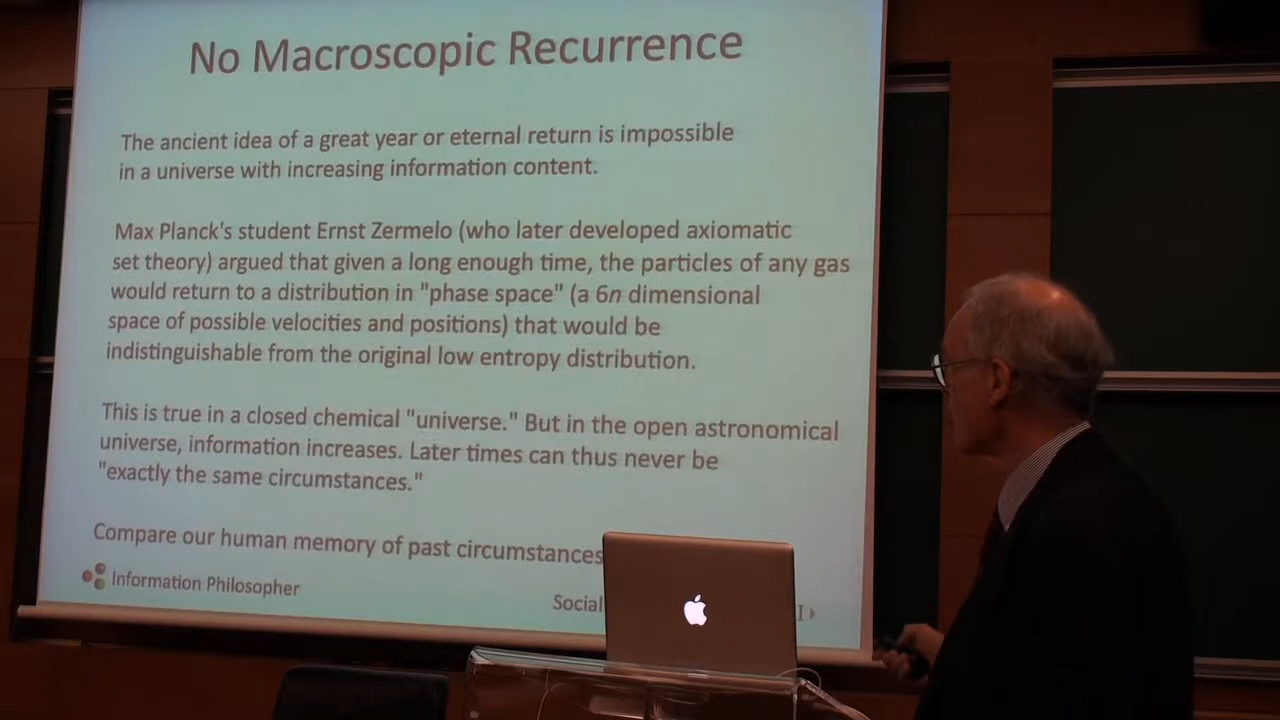 No Macroscopic Recurrence
The ancient idea of a great year or eternal return is impossible
in a universe with increasing information content.
Max Planck's student Ernst Zermelo (who later developed axiomatic
set theory) argued that given a long enough time, the particles of any gas
would return to a distribution in "phase space" (a 6n dimensional
space of possible velocities and positions) that would be
indistinguishable from the original low entropy distribution.
This is true in a closed chemical "universe." But in the open astronomical
universe, information increases. Later times can thus never be
"exactly the same circumstances."
Compare our human memory of past circumstances
Information Philosopher
Social